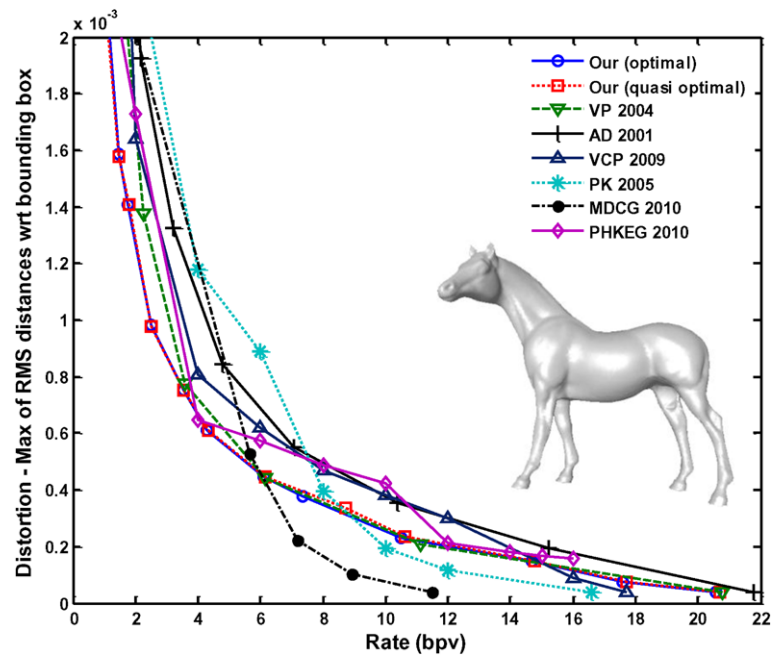 x 10⁻³
2
1.8
1.6
1.4
1.2
1
0.8
0.6
0.4
0.2
0
Distortion - Max of RMS distances wrt bounding box
Our (optimal)
Our (quasi optimal)
VP 2004
AD 2001
VCP 2009
PK 2005
MDCG 2010
PHKEG 2010
0 2 4 6 8 10 12 14 16 18 20 22
Rate (bpv)